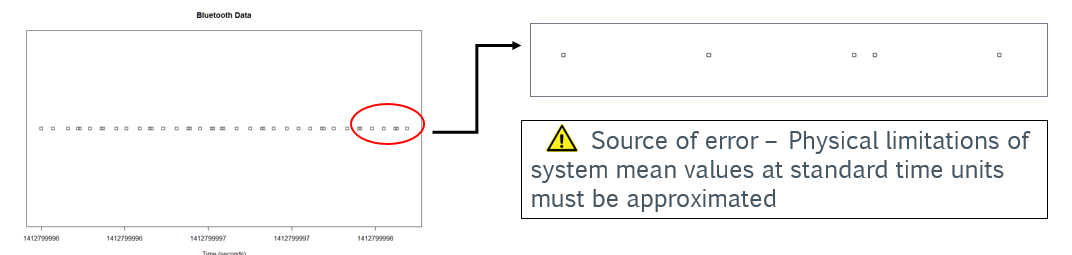 Bluetooth Data
1412799996
1412799996
1412799997
1412799997
1412799998
Time (seconds)
Source of error – Physical limitations of
system mean values at standard time units
must be approximated